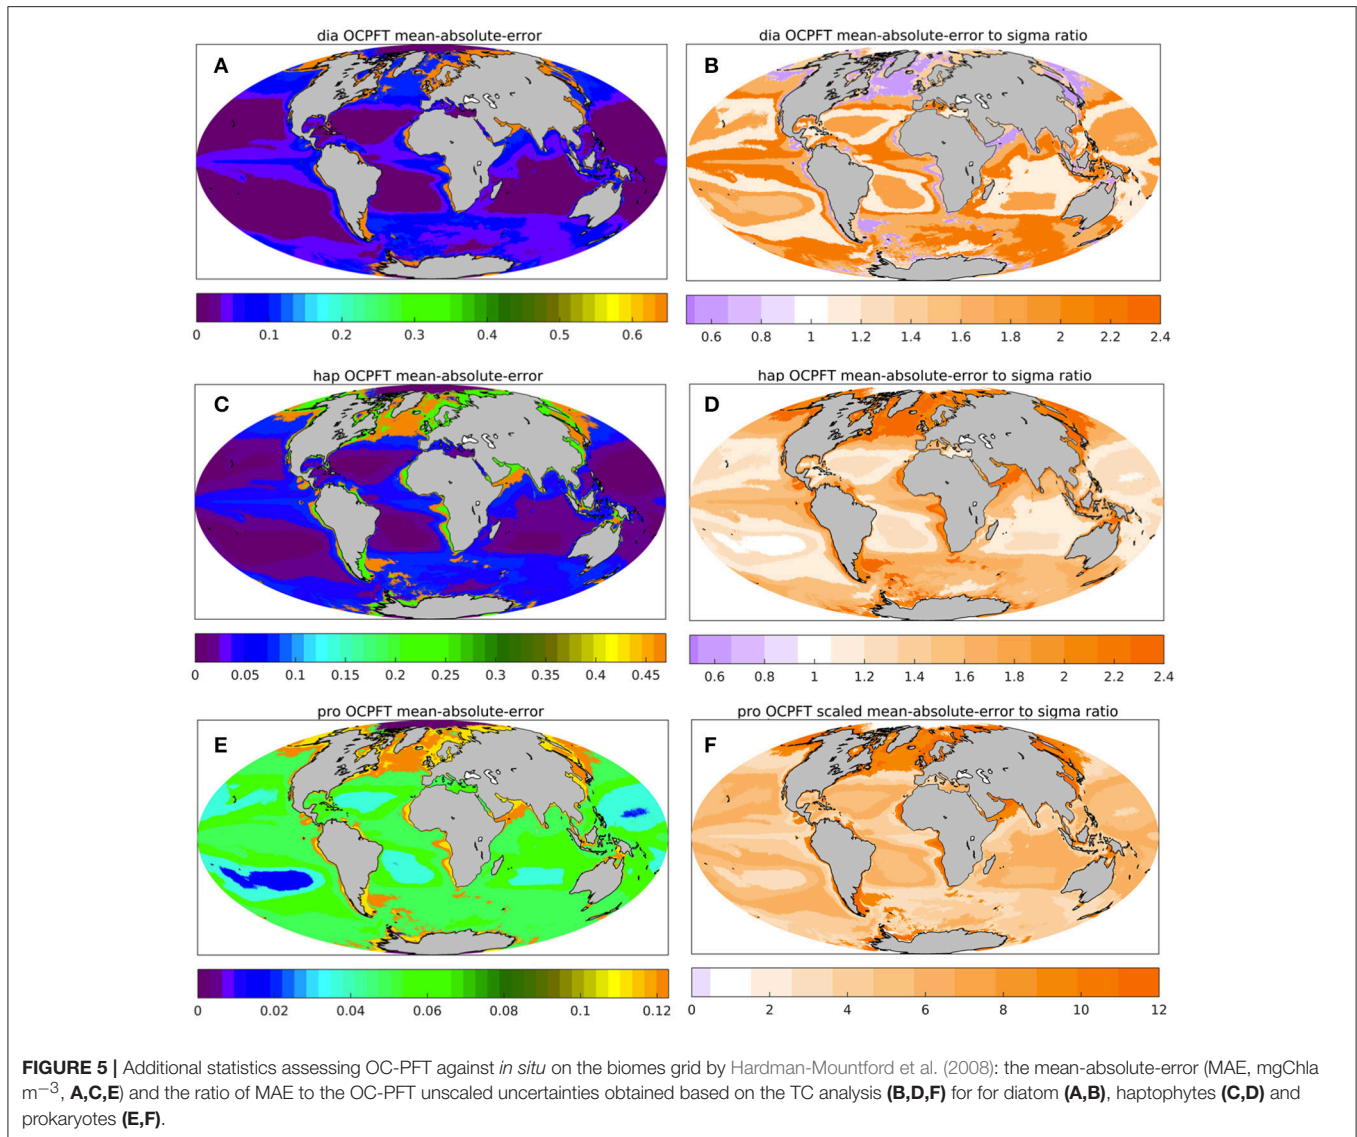 dia OCPFT mean-absolute-error
A
0 0.1 0.2 0.3 0.4 0.5 0.6
dia OCPFT mean-absolute-error to sigma ratio
B
0.6 0.8 1 1.2 1.4 1.6 1.8 2 2.2 2.4
hap OCPFT mean-absolute-error
C
0 0.05 0.1 0.15 0.2 0.25 0.3 0.35 0.4 0.45
hap OCPFT mean-absolute-error to sigma ratio
D
0.6 0.8 1 1.2 1.4 1.6 1.8 2 2.2 2.4
pro OCPFT mean-absolute-error
E
0 0.02 0.04 0.06 0.08 0.1 0.12
pro OCPFT scaled mean-absolute-error to sigma ratio
F
0 2 4 6 8 10 12
FIGURE 5 | Additional statistics assessing OC-PFT against in situ on the biomes grid by Hardman-Mountford et al. (2008): the mean-absolute-error (MAE, mgChla
m−3, A,C,E) and the ratio of MAE to the OC-PFT unscaled uncertainties obtained based on the TC analysis (B,D,F) for for diatom (A,B), haptophytes (C,D) and
prokaryotes (E,F).